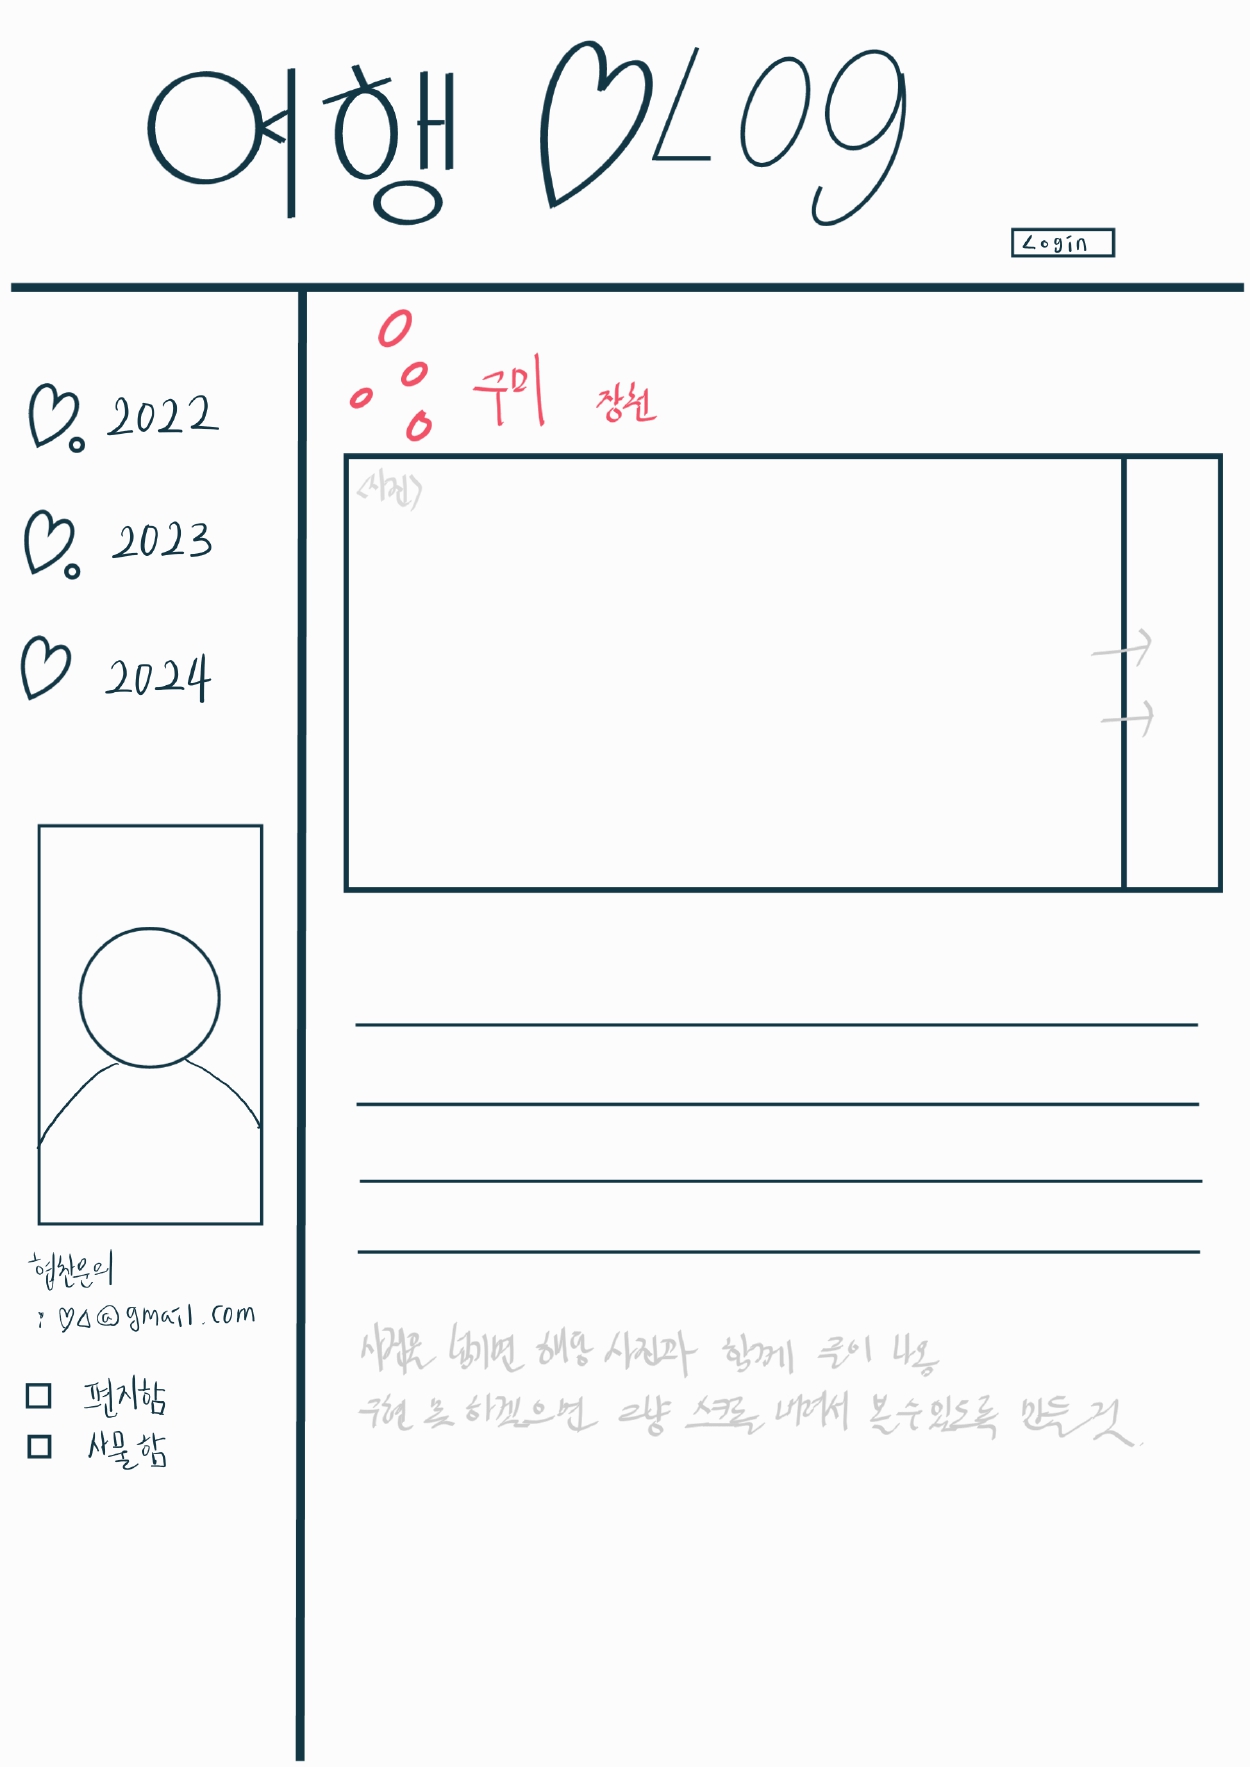 여행 ♡Log
Login
2022
2023
2024
구미 장원
<사진>
협찬문의
: ♡△@gmail.com
편지함
사물함
사진을 넘기면 해당 사진과 함께 글이 나옴
구현 못 하겠으면 그냥 스크롤 내려서 볼 수 있도록 만들 것.